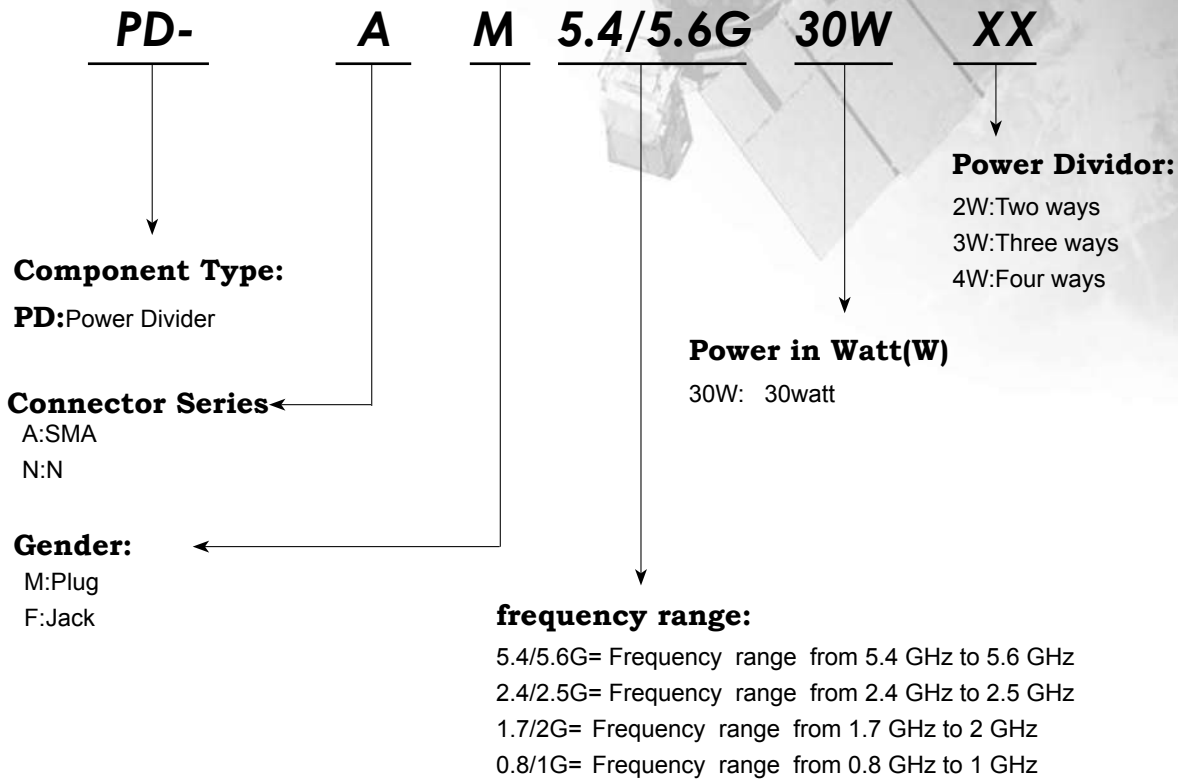 PD- A M 5.4/5.6G 30W XX
Power Dividor:
2W:Two ways
3W:Three ways
4W:Four ways
Component Type:
PD:Power Divider
Power in Watt(W)
30W: 30watt
Connector Series
A:SMA
N:N
Gender:
M:Plug
F:Jack
frequency range:
5.4/5.6G= Frequency range from 5.4 GHz to 5.6 GHz
2.4/2.5G= Frequency range from 2.4 GHz to 2.5 GHz
1.7/2G= Frequency range from 1.7 GHz to 2 GHz
0.8/1G= Frequency range from 0.8 GHz to 1 GHz